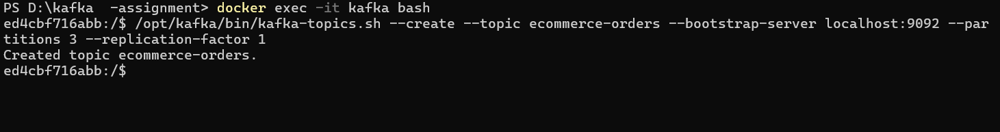 PS D:\kafka  -assignment> docker exec -it kafka bash
ed4cbf716abb:/$ /opt/kafka/bin/kafka-topics.sh --create --topic ecommerce-orders --bootstrap-server localhost:9092 --par
titions 3 --replication-factor 1
Created topic ecommerce-orders.
ed4cbf716abb:/$